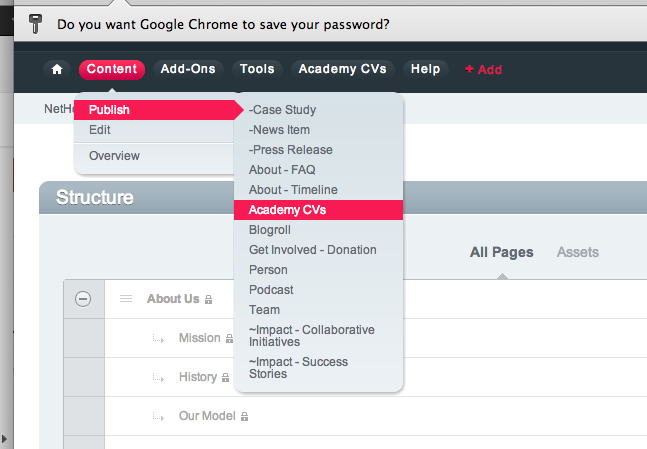 Do you want Google Chrome to save your password?
Content Add-Ons Tools Academy CVs Help + Add
Publish
Edit
Overview
-Case Study
-News Item
-Press Release
About - FAQ
About - Timeline
Academy CVs
Blogroll
Get Involved - Donation
Person
Podcast
Team
~Impact - Collaborative
Initiatives
~Impact - Success
Stories
Structure
All Pages Assets
About Us
Mission
History
Our Model